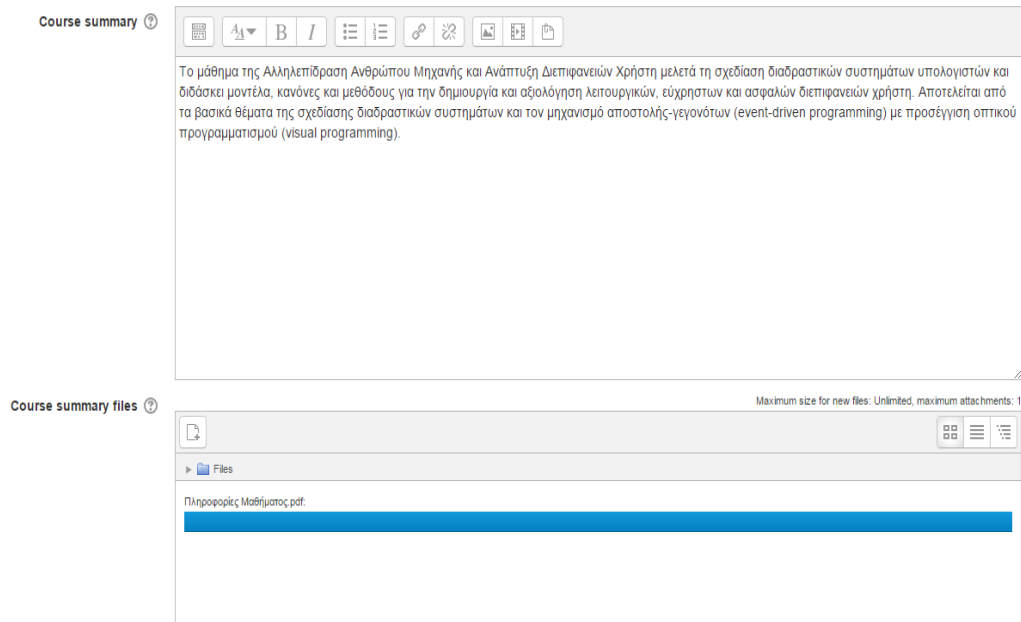 Course summary
Το μάθημα της Αλληλεπίδραση Ανθρώπου Μηχανής και Ανάπτυξη Διεπιφανειών Χρήστη μελετά τη σχεδίαση διαδραστικών συστημάτων υπολογιστών και
διδάσκει μοντέλα, κανόνες και μεθόδους για την δημιουργία και αξιολόγηση λειτουργικών, εύχρηστων και ασφαλών διεπιφανειών χρήστη. Αποτελείται από
τα βασικά θέματα της σχεδίασης διαδραστικών συστημάτων και τον μηχανισμό αποστολής-γεγονότων (event-driven programming) με προσέγγιση οπτικού
προγραμματισμού (visual programming).
Course summary files
Maximum size for new files: Unlimited, maximum attachments: 1
Files
Πληροφορίες Μαθήματος.pdf: